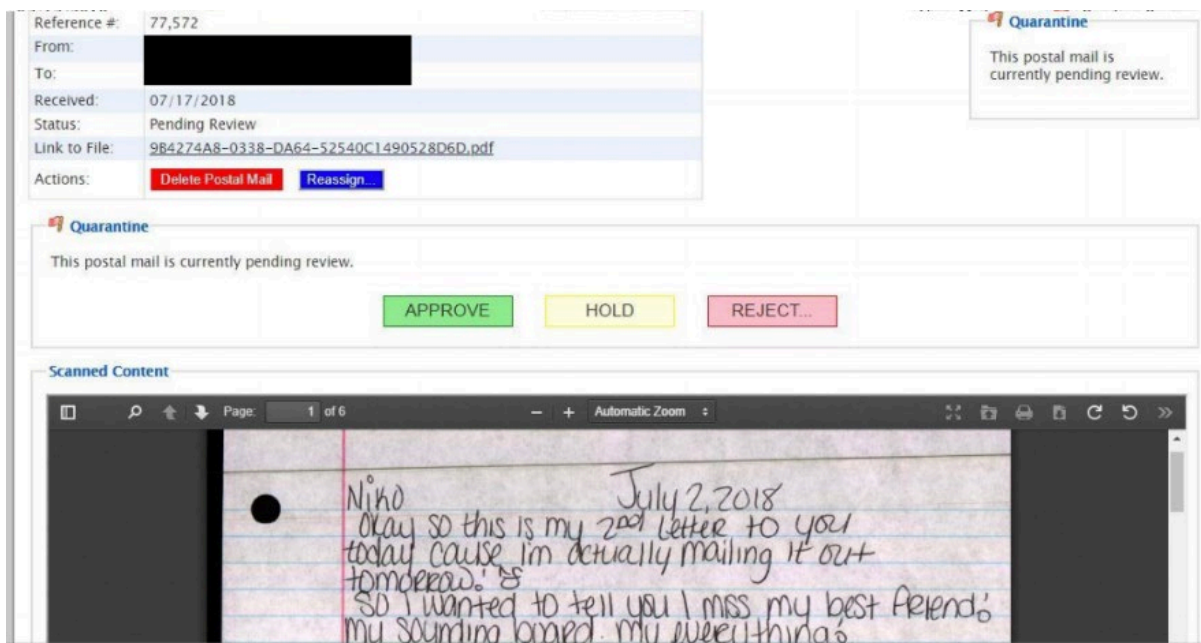 Reference #: 77,572
Quarantine
From:
This postal mail is
currently pending review.
To:
Received: 07/17/2018
Status: Pending Review
Link to File: 9B4274A8-0338-DA64-52540C1490528D6D.pdf
Actions: Delete Postal Mail Reassign...
Quarantine
This postal mail is currently pending review.
APPROVE HOLD REJECT...
Scanned Content
Page: 1 of 6 Automatic Zoom
Niko July 2, 2018
Okay so this is my 2nd letter to you
today cause im actually mailing it out
tomorrow!
So I wanted to tell you I miss my best friend;
my sounding board. my everything;